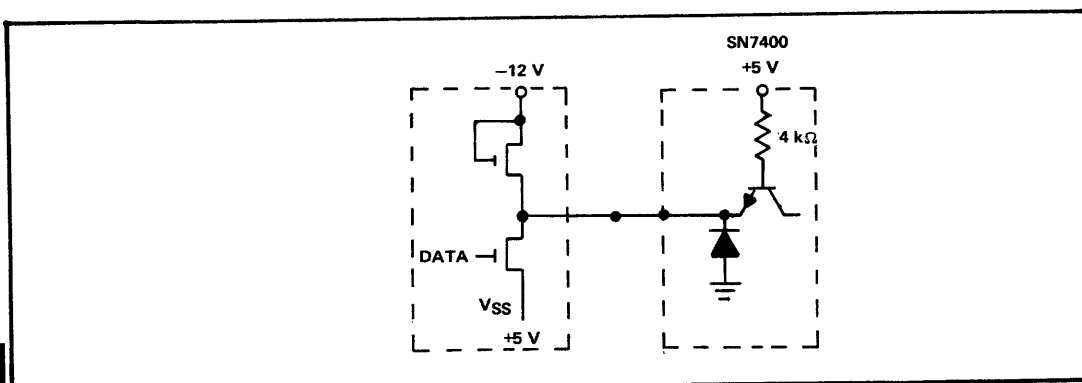 SN7400
+5 V
−12 V
4 kΩ
DATA
VSS
+5 V